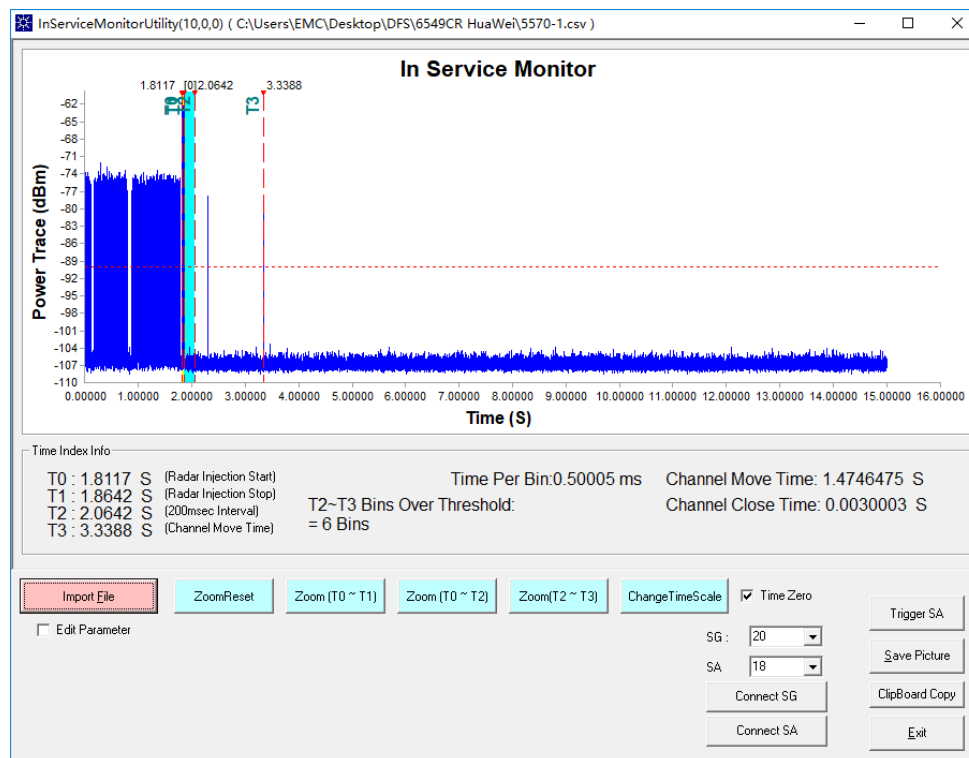 InServiceMonitorUtility(10,0,0) ( C:\Users\EMC\Desktop\DFS\6549CR HuaWei\5570-1.csv )
In Service Monitor
1.8117 [0]2.0642 3.3388
T2 T3
-62
-65
-68
-71
-74
-77
-80
-83
-86
-89
-92
-95
-98
-101
-104
-107
-110
Power Trace (dBm)
0.00000 1.00000 2.00000 3.00000 4.00000 5.00000 6.00000 7.00000 8.00000 9.00000 10.00000 11.00000 12.00000 13.00000 14.00000 15.00000 16.00000
Time (S)
Time Index Info
T0 : 1.8117 S (Radar Injection Start)
T1 : 1.8642 S (Radar Injection Stop)
T2 : 2.0642 S (200msec Interval)
T3 : 3.3388 S (Channel Move Time)
Time Per Bin:0.50005 ms
T2~T3 Bins Over Threshold:
= 6 Bins
Channel Move Time: 1.4746475 S
Channel Close Time: 0.0030003 S
Import File
ZoomReset
Zoom (T0 ~ T1)
Zoom (T0 ~ T2)
Zoom(T2 ~ T3)
ChangeTimeScale
Time Zero
Trigger SA
Edit Parameter
SG : 20
SA 18
Save Picture
Connect SG
ClipBoard Copy
Connect SA
Exit